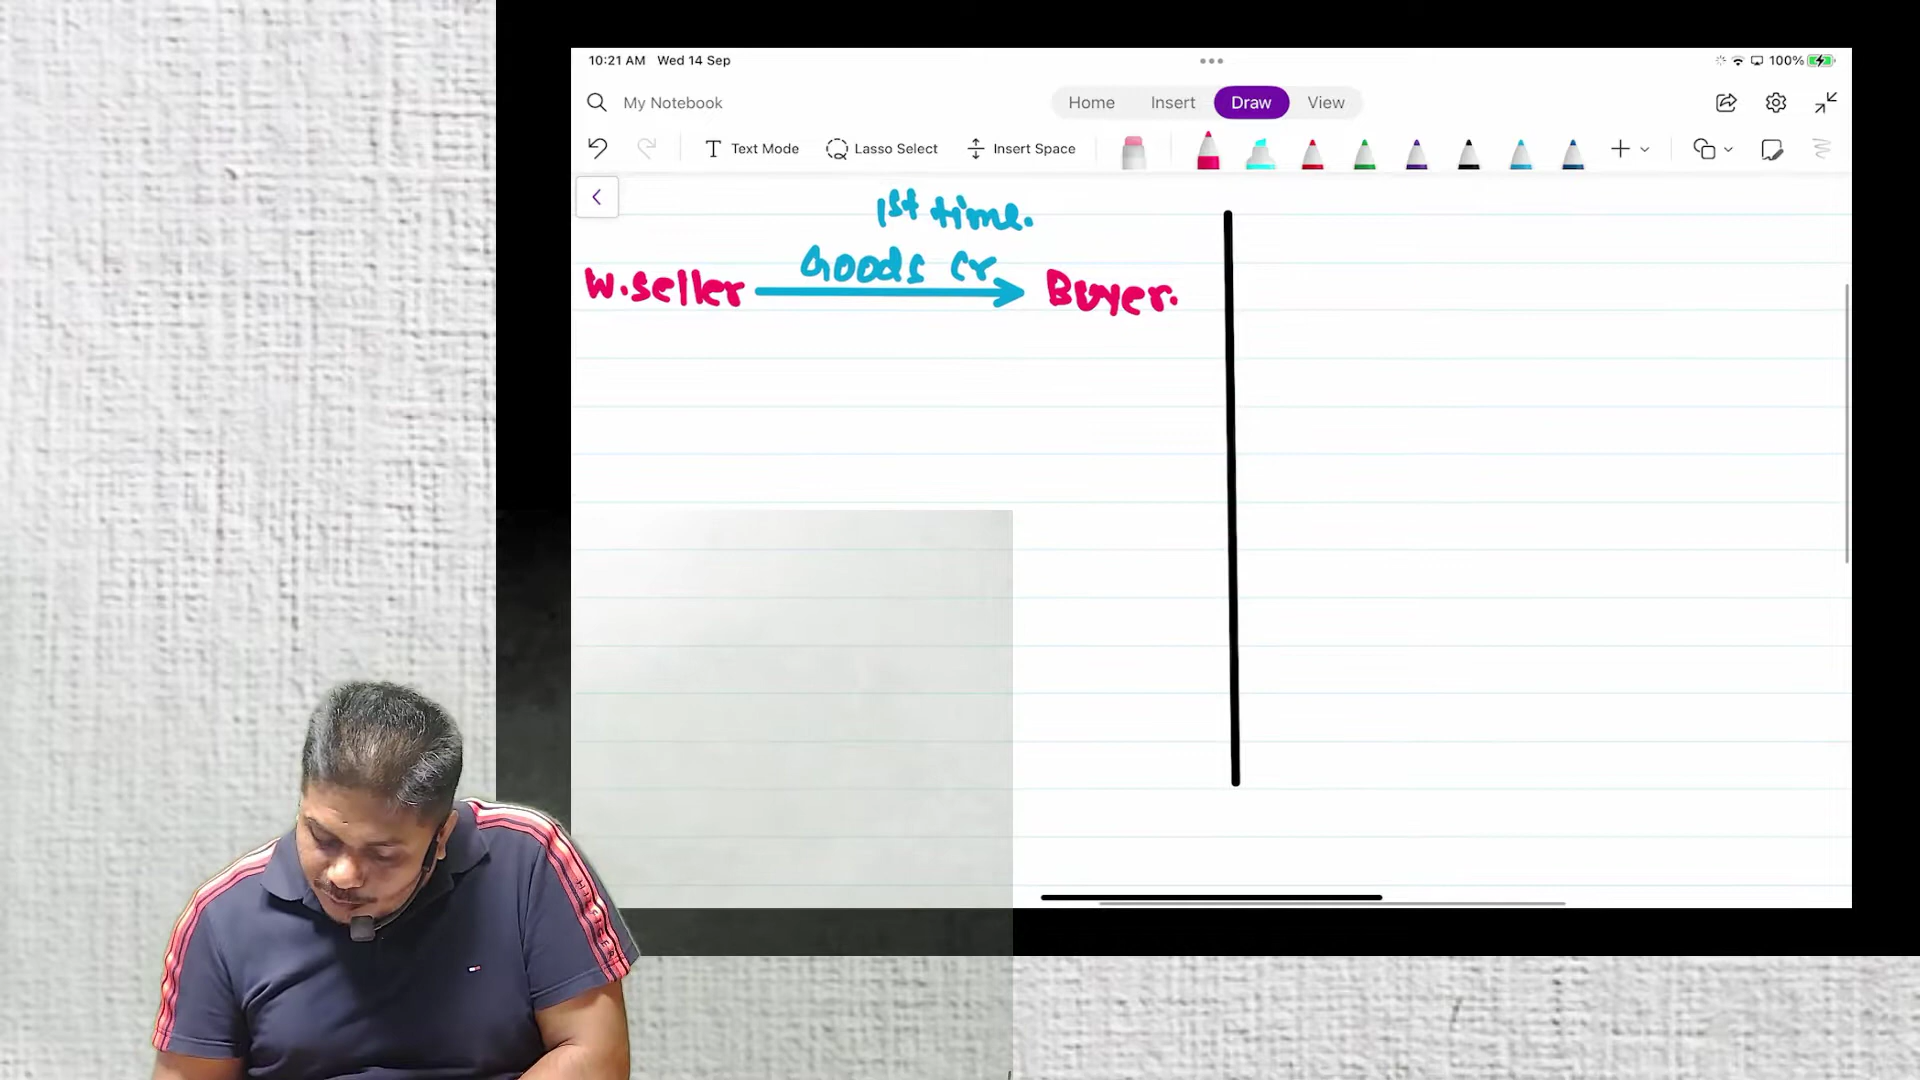 10:21 AM Wed 14 Sep
100%
My Notebook
Home Insert Draw View
Text Mode Lasso Select Insert Space
1st time.
Goods Cr
W.seller
Buyer.